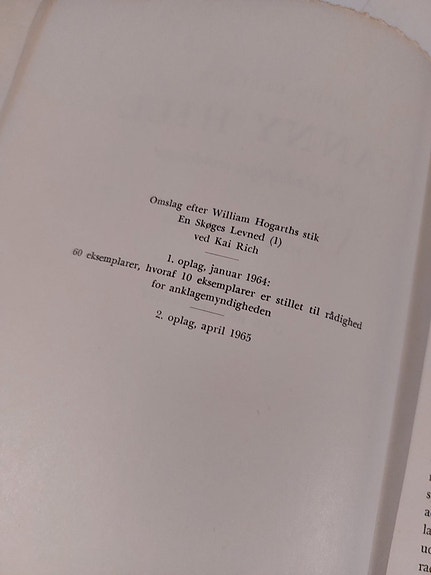 Omslag efter William Hogarths stik
En Skøges Levned (1)
ved Kai Rich
1. oplag, januar 1964:
60 eksemplarer, hvoraf 10 eksemplarer er stillet til rådighed
for anklagemyndigheden
2. oplag, april 1965